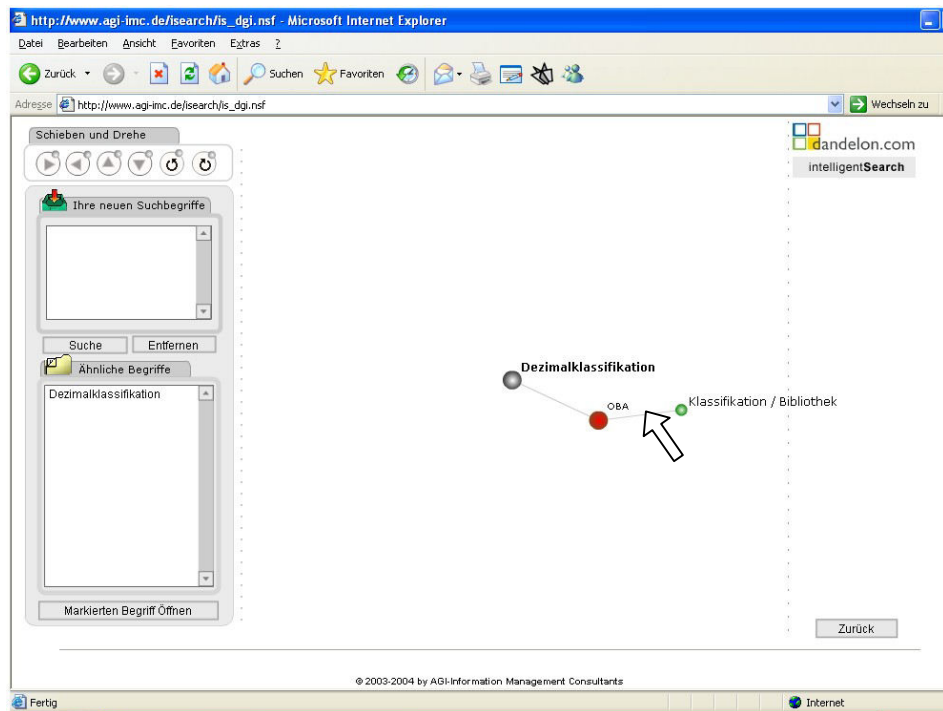 http://www.agi-imc.de/isearch/is_dgi.nsf - Microsoft Internet Explorer
Datei Bearbeiten Ansicht Favoriten Extras ?
Zurück Suchen Favoriten
Adresse http://www.agi-imc.de/isearch/is_dgi.nsf Wechseln zu
Schieben und Drehe
dandelon.com
intelligentSearch
Ihre neuen Suchbegriffe
Suche Entfernen
Ähnliche Begriffe
Dezimalklassifikation
Markierten Begriff Öffnen
Dezimalklassifikation
OBA
Klassifikation / Bibliothek
Zurück
© 2003-2004 by AGI-Information Management Consultants
Fertig Internet